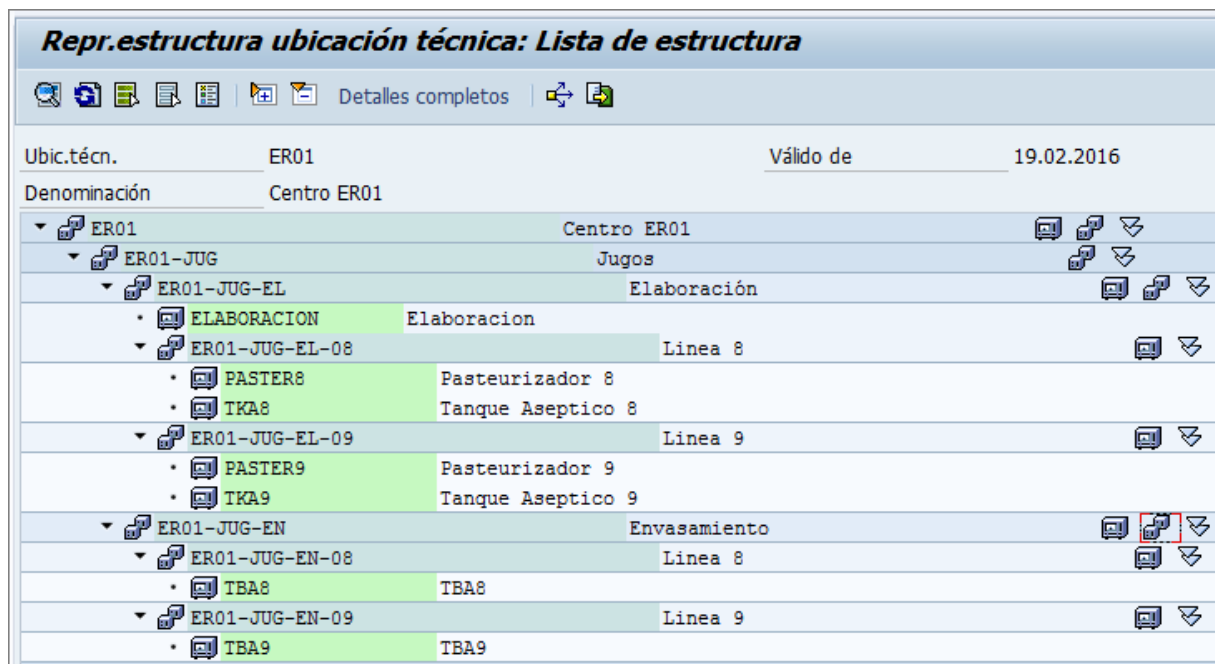 Repr.estructura ubicación técnica: Lista de estructura
Detalles completos
Ubic.técn. ER01 Válido de 19.02.2016
Denominación Centro ER01
ER01 Centro ER01
ER01-JUG Jugos
ER01-JUG-EL Elaboración
ELABORACION Elaboracion
ER01-JUG-EL-08 Linea 8
PASTER8 Pasteurizador 8
TKA8 Tanque Aseptico 8
ER01-JUG-EL-09 Linea 9
PASTER9 Pasteurizador 9
TKA9 Tanque Aseptico 9
ER01-JUG-EN Envasamiento
ER01-JUG-EN-08 Linea 8
TBA8 TBA8
ER01-JUG-EN-09 Linea 9
TBA9 TBA9